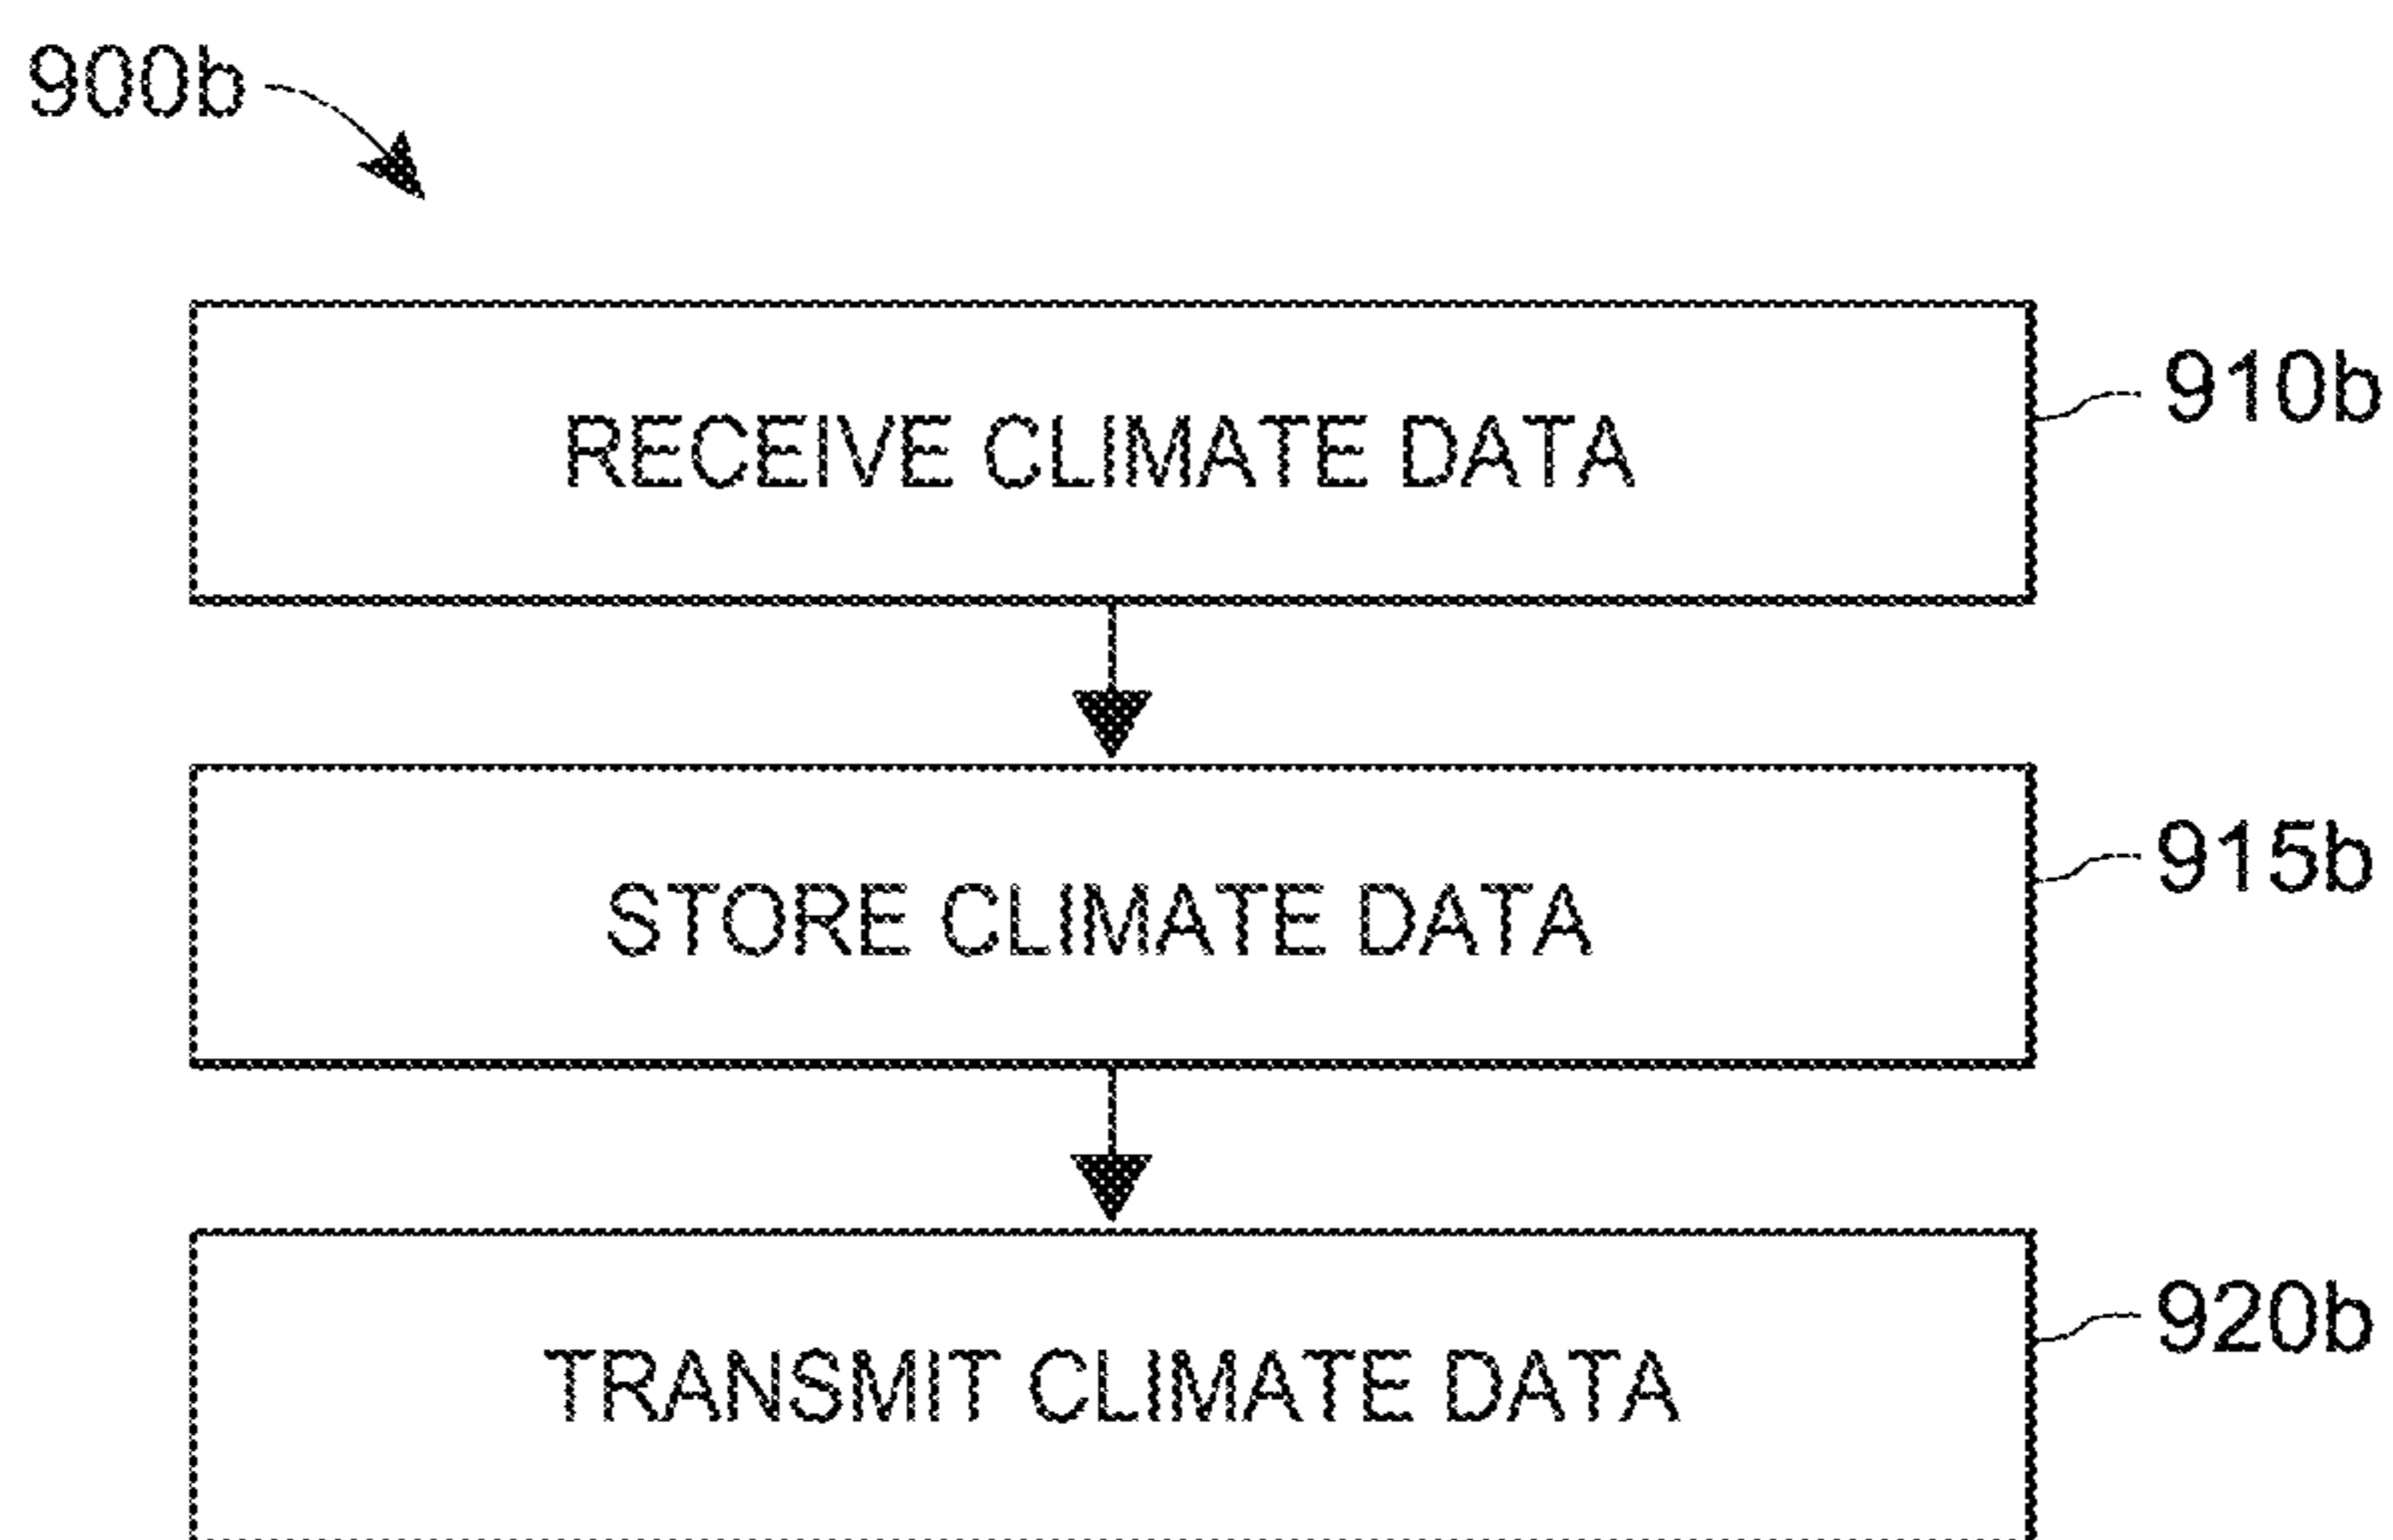 900b
RECEIVE CLIMATE DATA
910b
STORE CLIMATE DATA
915b
TRANSMIT CLIMATE DATA
920b